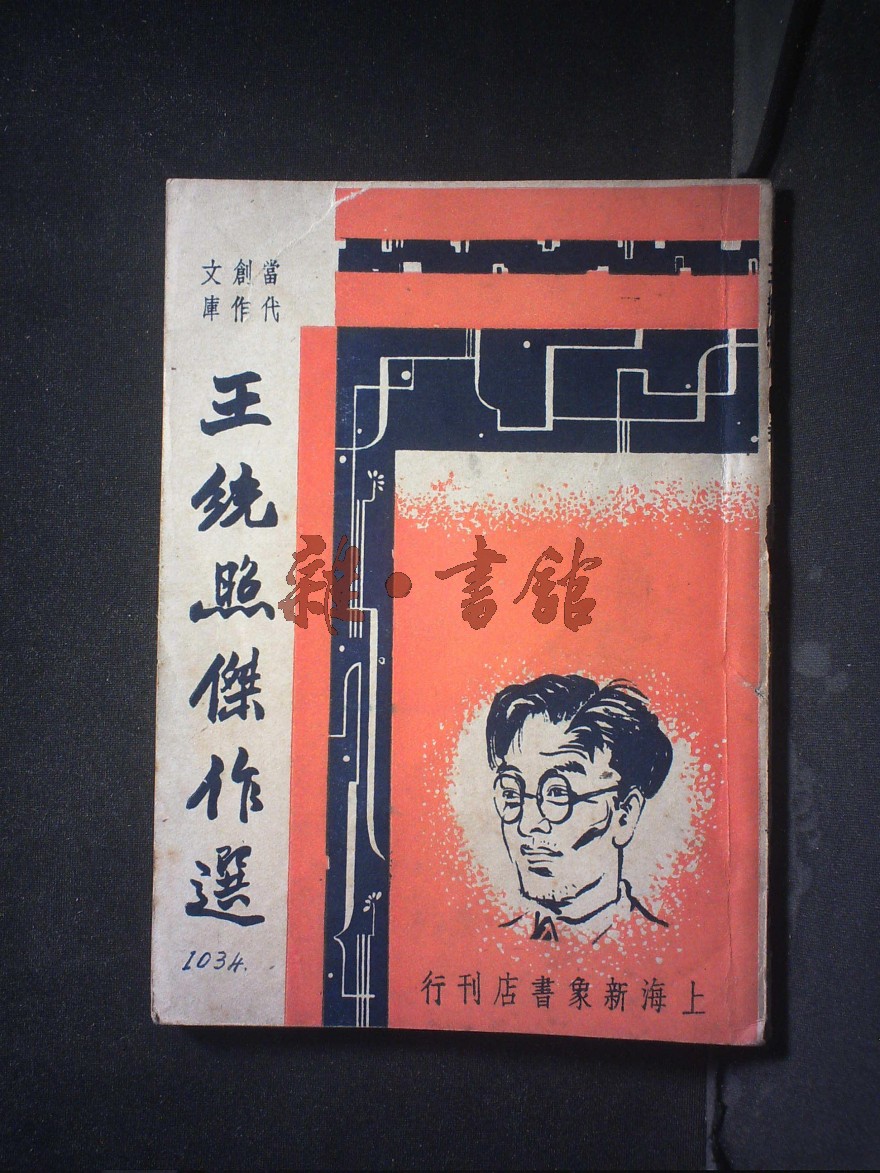 當代
創作
文庫
王統照傑作選
1034.
雜·書館
上海新象書店刊行